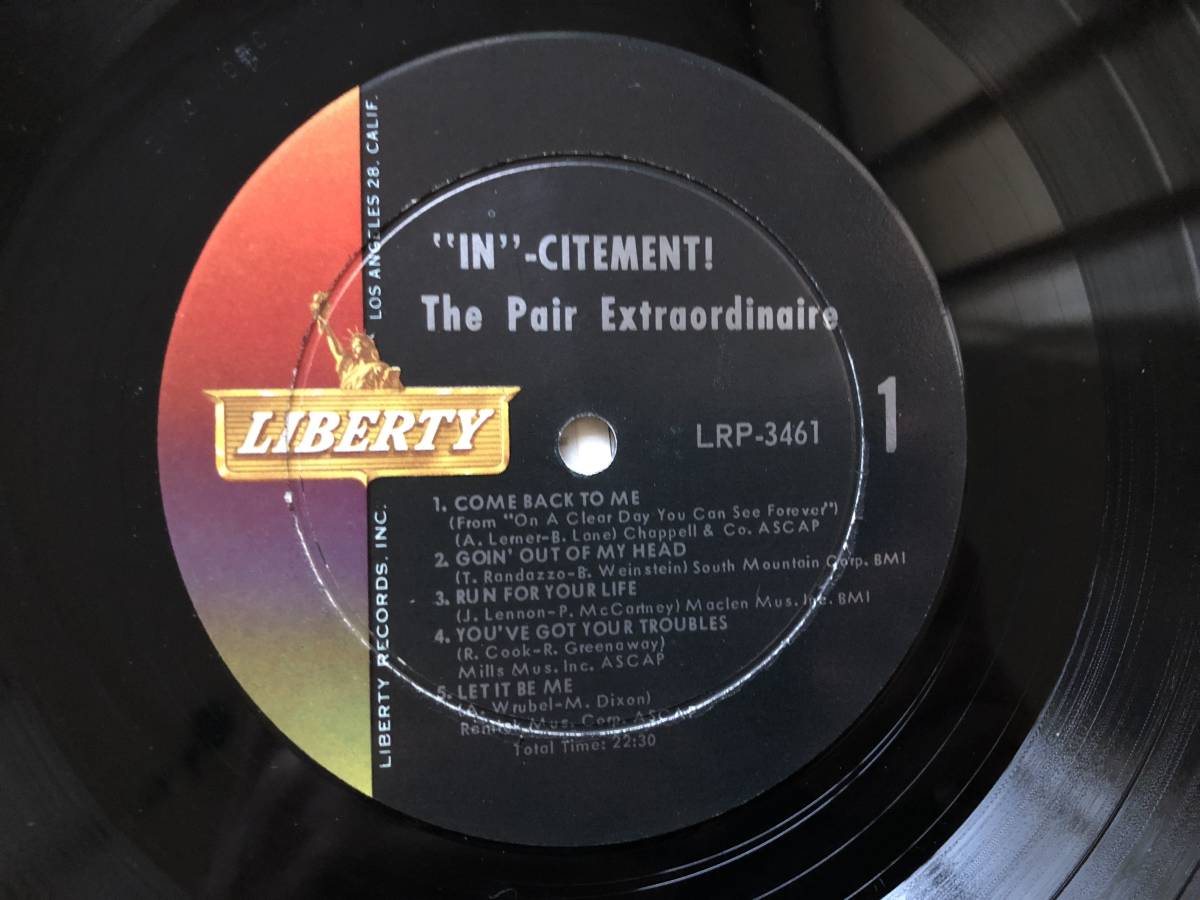 "IN"-CITEMENT!
The Pair Extraordinaire
LIBERTY
LRP-3461
1
1. COME BACK TO ME
(From "On A Clear Day You Can See Forever")
(A. Lerner-B. Lane) Chappell & Co. ASCAP
2. GOIN' OUT OF MY HEAD
(T. Randazzo-B. Weinstein) South Mountain Corp. BMI
3. RUN FOR YOUR LIFE
(J. Lennon-P. McCartney) Maclen Mus. Inc. BMI
4. YOU'VE GOT YOUR TROUBLES
(R. Cook-R. Greenaway)
Mills Mus. Inc. ASCAP
5. LET IT BE ME
(A. Wrubel-M. Dixon)
Remick Mus. Corp. ASCAP
Total Time: 22:30
LIBERTY RECORDS, INC. LOS ANGELES 28, CALIF.